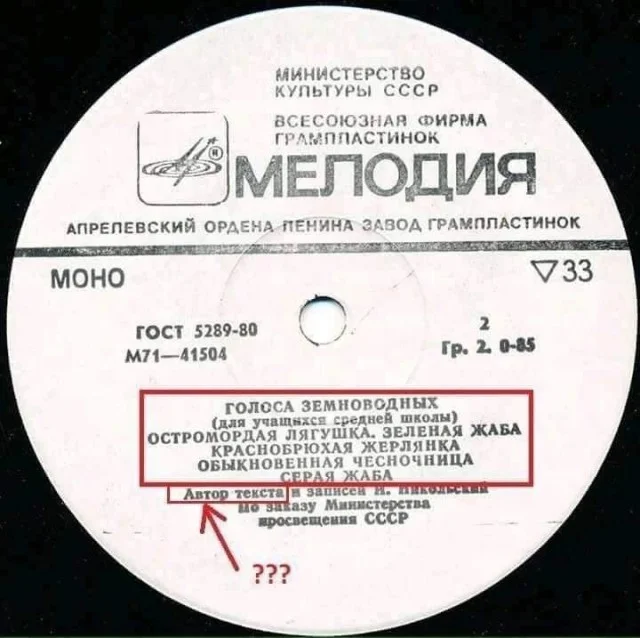 МИНИСТЕРСТВО
КУЛЬТУРЫ СССР
ВСЕСОЮЗНАЯ ФИРМА
ГРАМПЛАСТИНОК
®
МЕЛОДИЯ
АПРЕЛЕВСКИЙ ОРДЕНА ЛЕНИНА ЗАВОД ГРАМПЛАСТИНОК
МОНО
▽33
ГОСТ 5289-80
М71—41504
2
Гр. 2. 0-85
ГОЛОСА ЗЕМНОВОДНЫХ
(для учащихся средней школы)
ОСТРОМОРДАЯ ЛЯГУШКА. ЗЕЛЕНАЯ ЖАБА
КРАСНОБРЮХАЯ ЖЕРЛЯНКА
ОБЫКНОВЕННАЯ ЧЕСНОЧНИЦА
СЕРАЯ ЖАБА
Автор текста и записей И. Никольский
По заказу Министерства
просвещения СССР
???